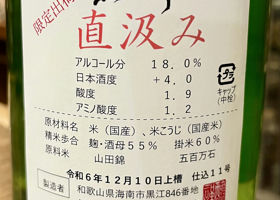 限定出荷
直汲み
アルコール分 18.0%
日本酒度 +4.0
酸度 1.9
アミノ酸度 1.2
キャップ
(中栓)
原材料名 米(国産)、米こうじ(国産米)
精米歩合 麹・酒母55% 掛米60%
原料米 山田錦 五百万石
令和6年12月10日上槽 仕込11号
製造者
和歌山県海南市黒江846番地